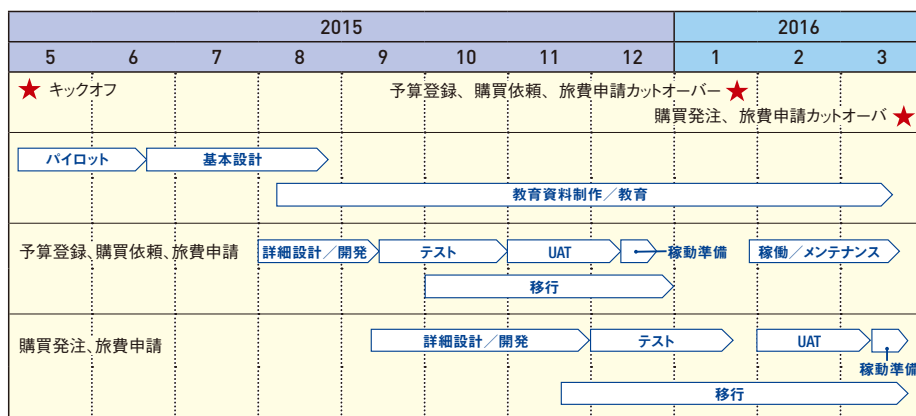 2015 2016
5 6 7 8 9 10 11 12 1 2 3
キックオフ 予算登録、購買依頼、旅費申請カットオーバー
購買発注、旅費申請カットオーバ
パイロット 基本設計
教育資料制作／教育
予算登録、購買依頼、旅費申請 詳細設計／開発 テスト UAT 稼動準備 稼働／メンテナンス
移行
購買発注、旅費申請 詳細設計／開発 テスト UAT
稼動準備
移行